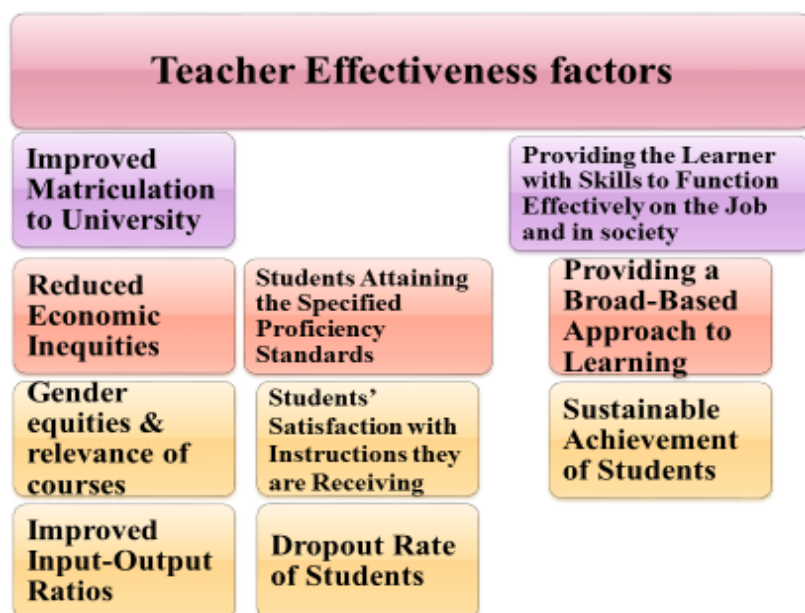 Teacher Effectiveness factors
Improved
Matriculation
to University
Providing the Learner
with Skills to Function
Effectively on the Job
and in society
Reduced
Economic
Inequities
Students Attaining
the Specified
Proficiency
Standards
Providing a
Broad-Based
Approach to
Learning
Gender
equities &
relevance of
courses
Students’
Satisfaction with
Instructions they
are Receiving
Sustainable
Achievement
of Students
Improved
Input-Output
Ratios
Dropout Rate
of Students